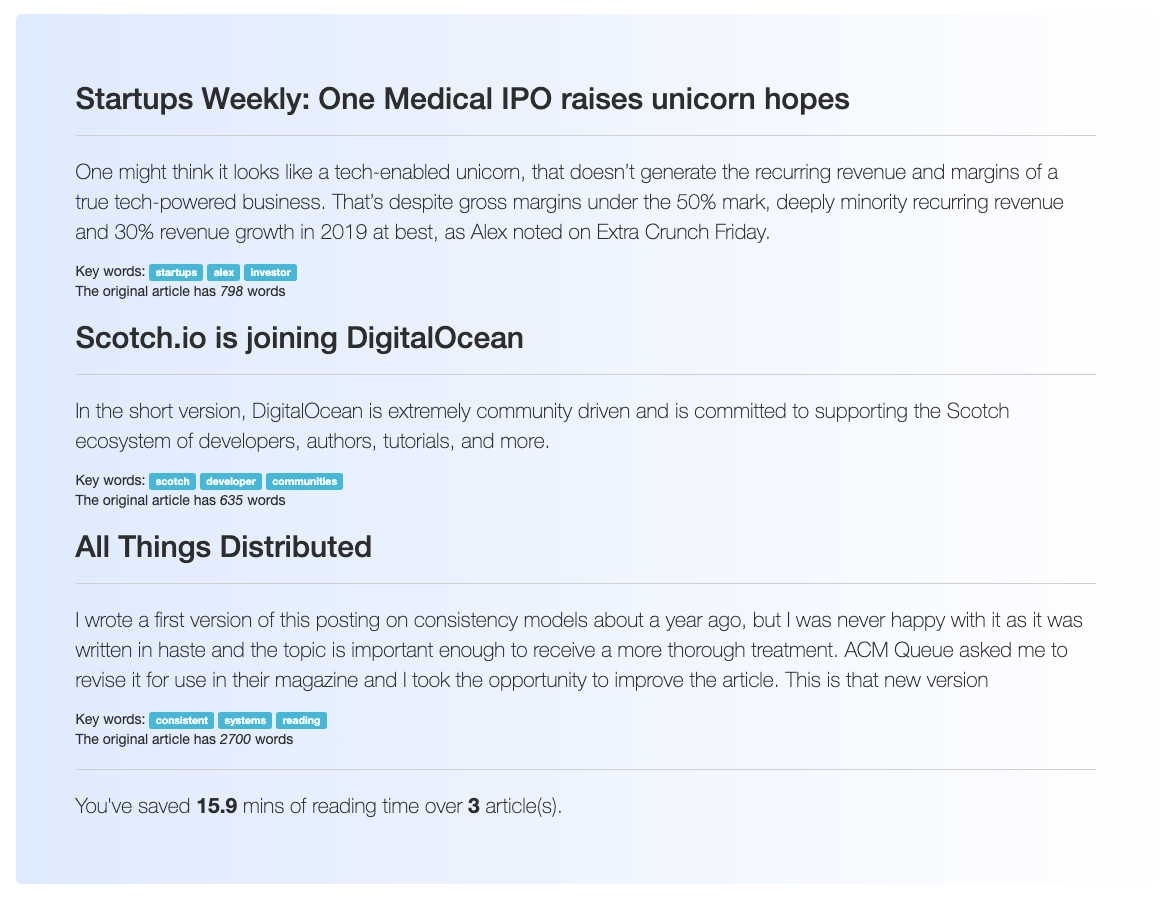 Startups Weekly: One Medical IPO raises unicorn hopes
One might think it looks like a tech-enabled unicorn, that doesn’t generate the recurring revenue and margins of a
true tech-powered business. That’s despite gross margins under the 50% mark, deeply minority recurring revenue
and 30% revenue growth in 2019 at best, as Alex noted on Extra Crunch Friday.
Key words: startups alex investor
The original article has 798 words
Scotch.io is joining DigitalOcean
In the short version, DigitalOcean is extremely community driven and is committed to supporting the Scotch
ecosystem of developers, authors, tutorials, and more.
Key words: scotch developer communities
The original article has 635 words
All Things Distributed
I wrote a first version of this posting on consistency models about a year ago, but I was never happy with it as it was
written in haste and the topic is important enough to receive a more thorough treatment. ACM Queue asked me to
revise it for use in their magazine and I took the opportunity to improve the article. This is that new version
Key words: consistent systems reading
The original article has 2700 words
You've saved 15.9 mins of reading time over 3 article(s).